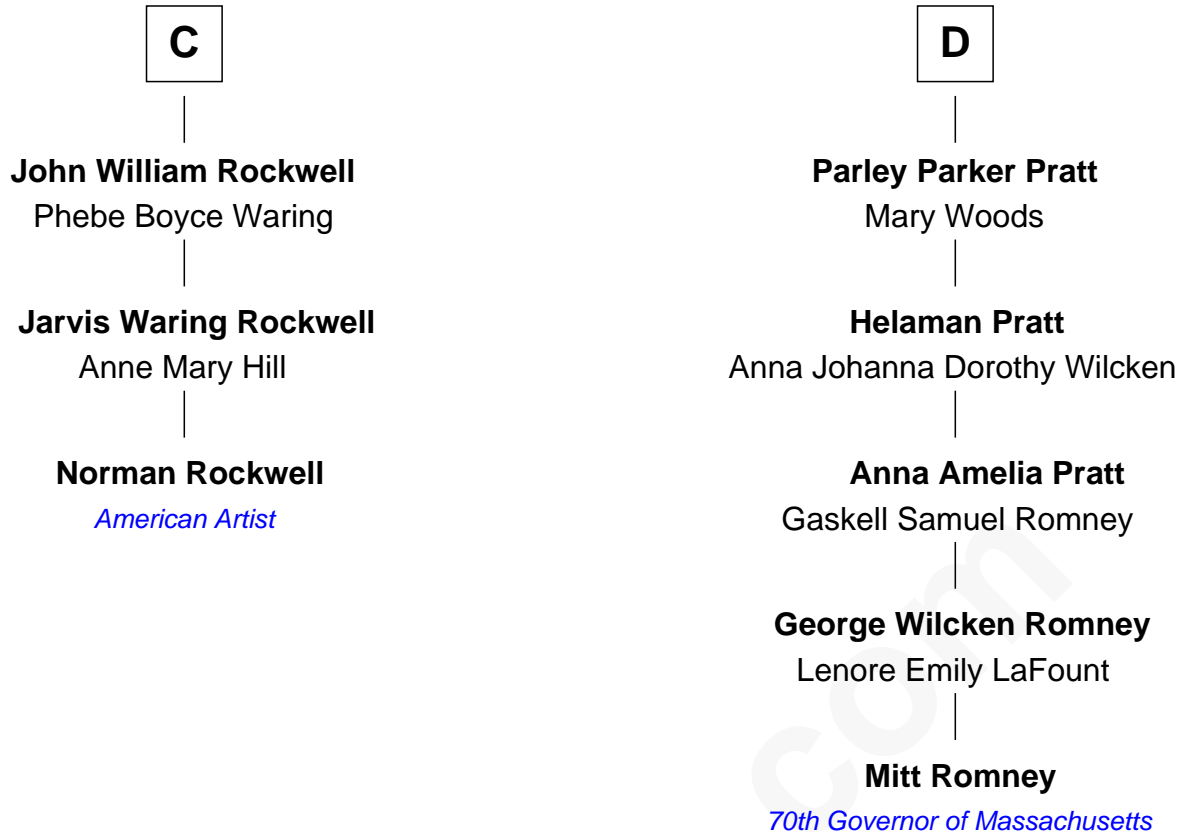 C
John William Rockwell
Phebe Boyce Waring
Jarvis Waring Rockwell
Anne Mary Hill
Norman Rockwell
American Artist
D
Parley Parker Pratt
Mary Woods
Helaman Pratt
Anna Johanna Dorothy Wilcken
Anna Amelia Pratt
Gaskell Samuel Romney
George Wilcken Romney
Lenore Emily LaFount
Mitt Romney
70th Governor of Massachusetts
com